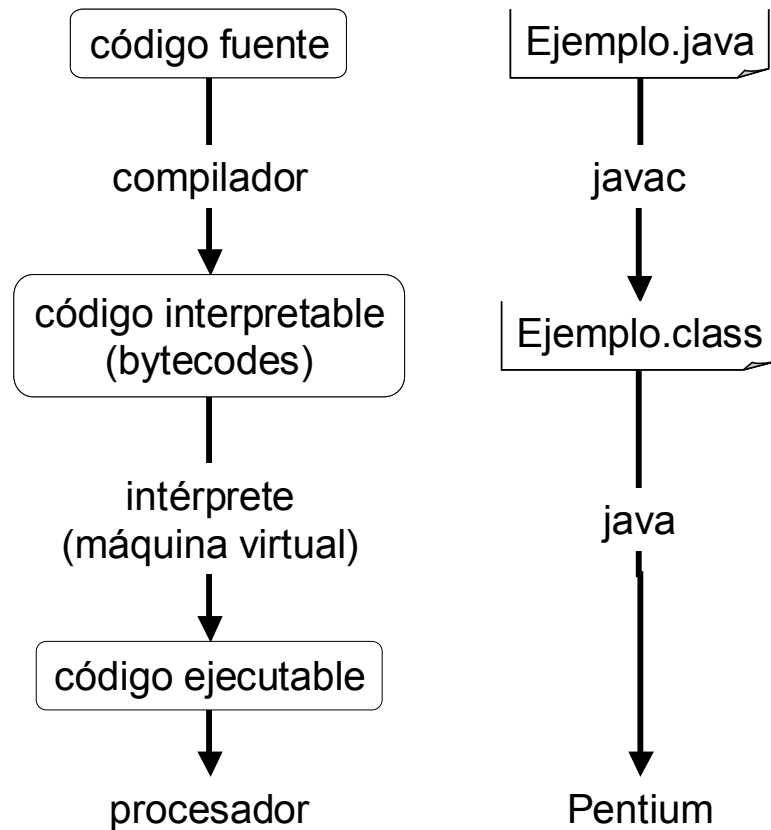 código fuente
compilador
código interpretable
(bytecodes)
intérprete
(máquina virtual)
código ejecutable
procesador
Ejemplo.java
javac
Ejemplo.class
java
Pentium